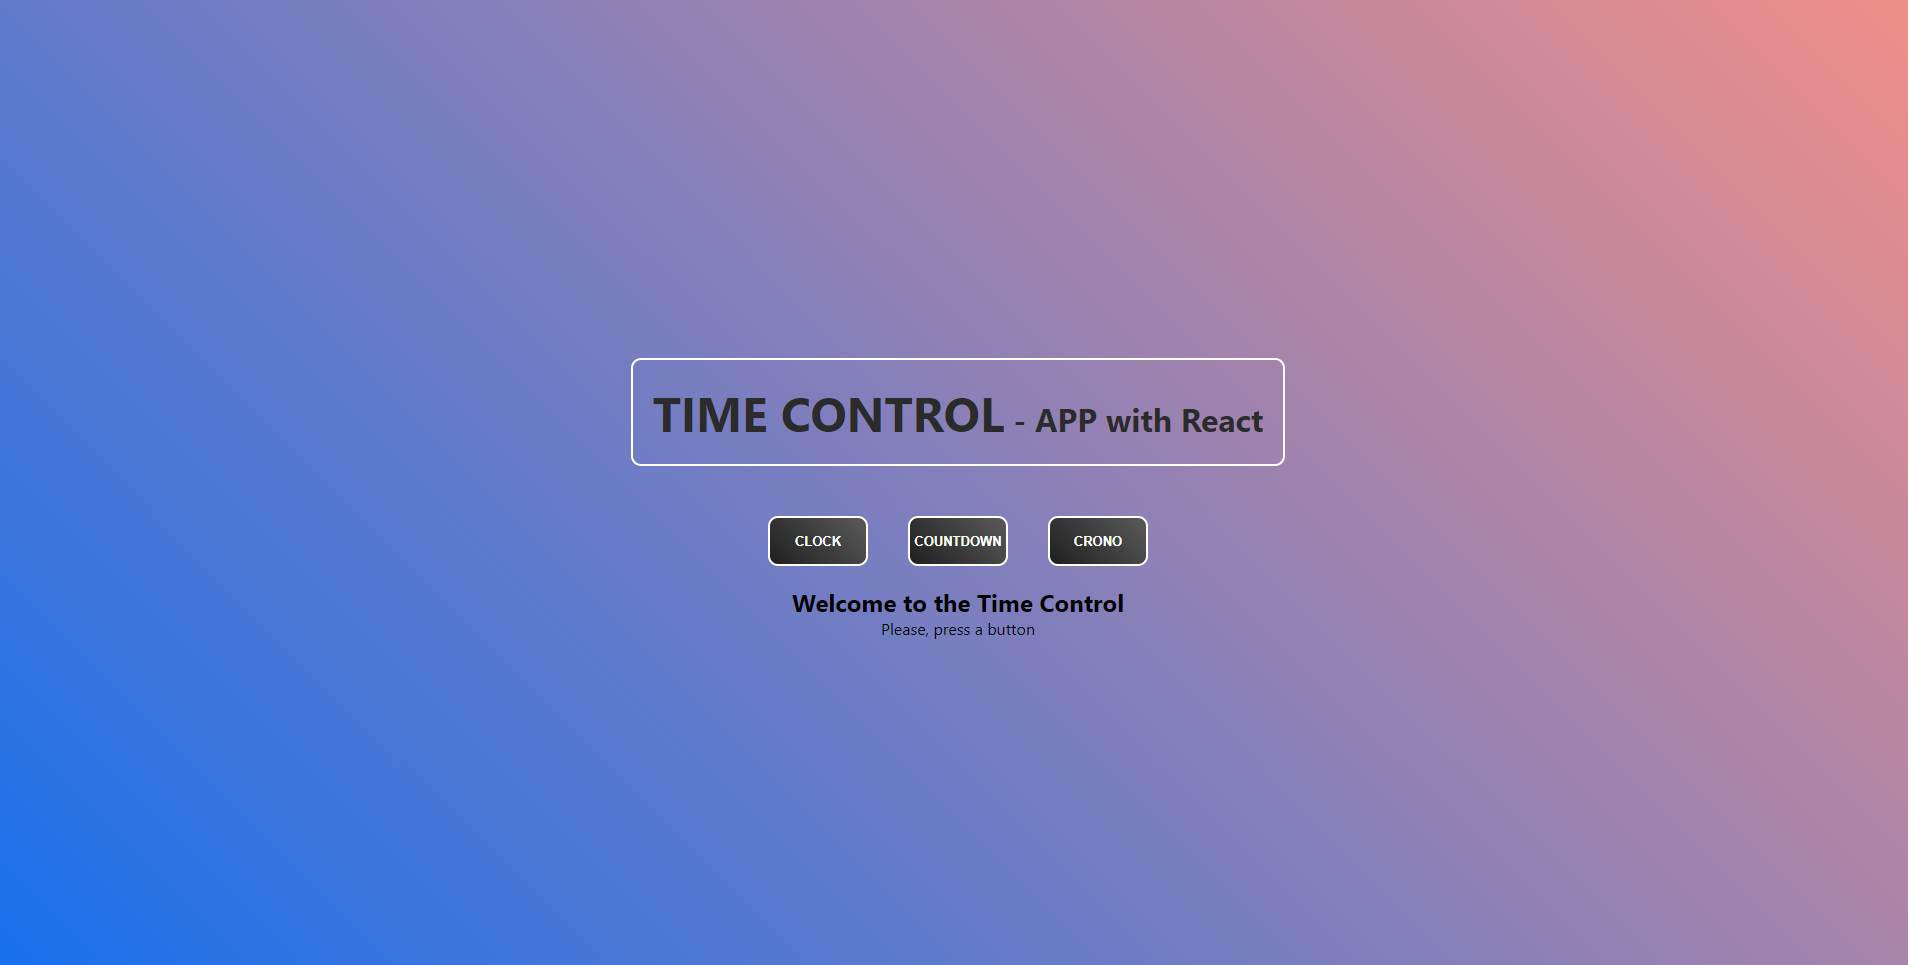 TIME CONTROL - APP with React
CLOCK COUNTDOWN CRONO
Welcome to the Time Control
Please, press a button